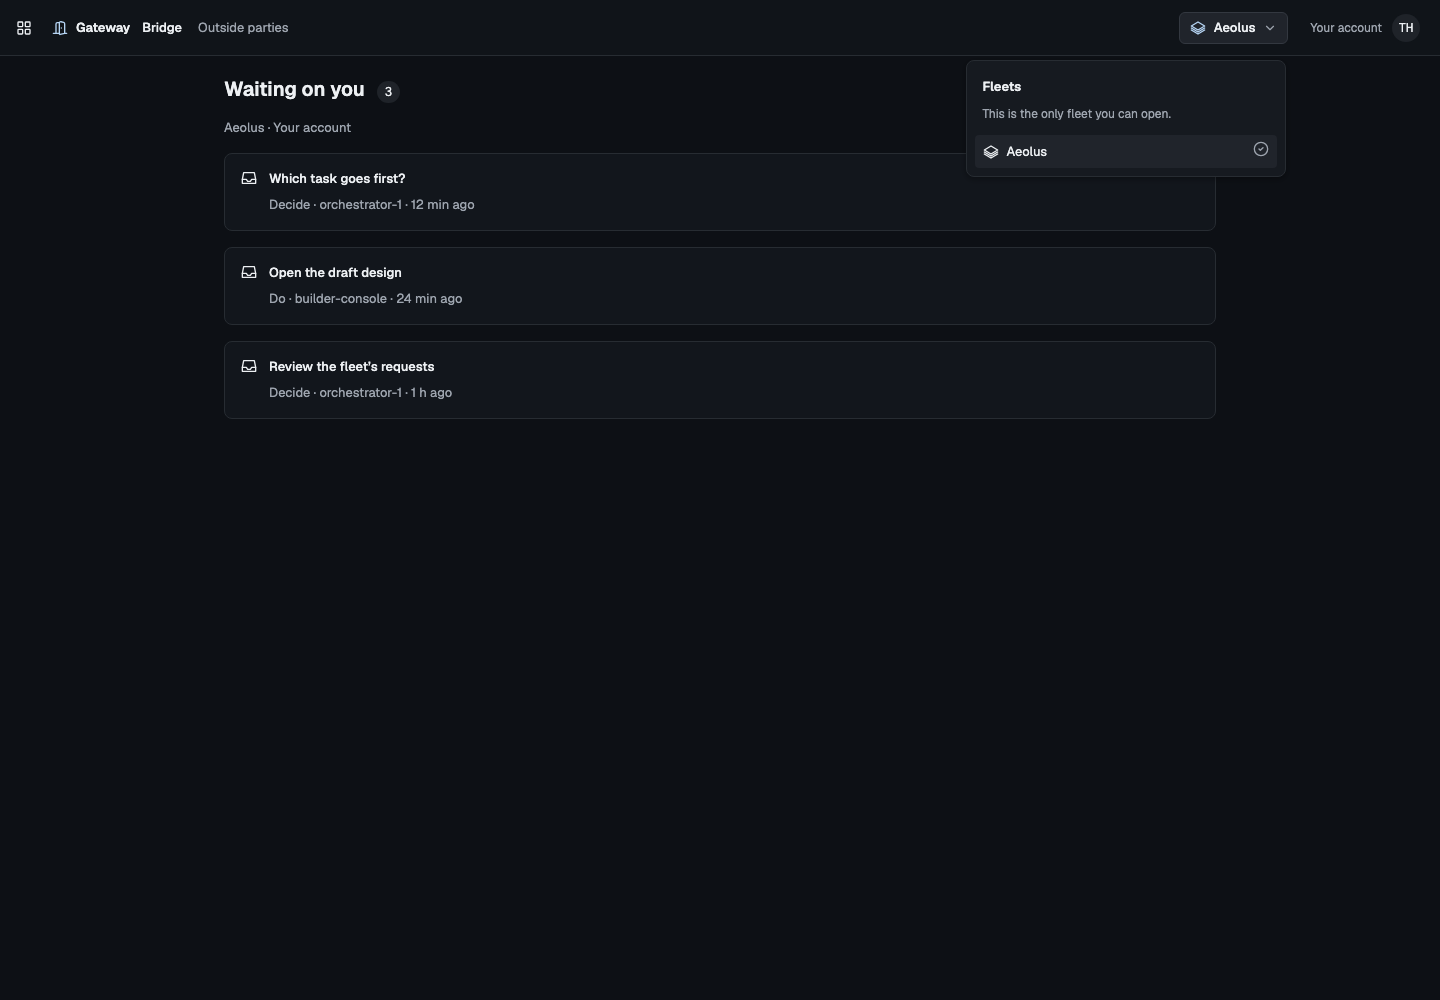 Gateway Bridge Outside parties
Aeolus
Your account TH
Waiting on you 3
Aeolus · Your account
Fleets
This is the only fleet you can open.
Aeolus
Which task goes first?
Decide · orchestrator-1 · 12 min ago
Open the draft design
Do · builder-console · 24 min ago
Review the fleet's requests
Decide · orchestrator-1 · 1 h ago